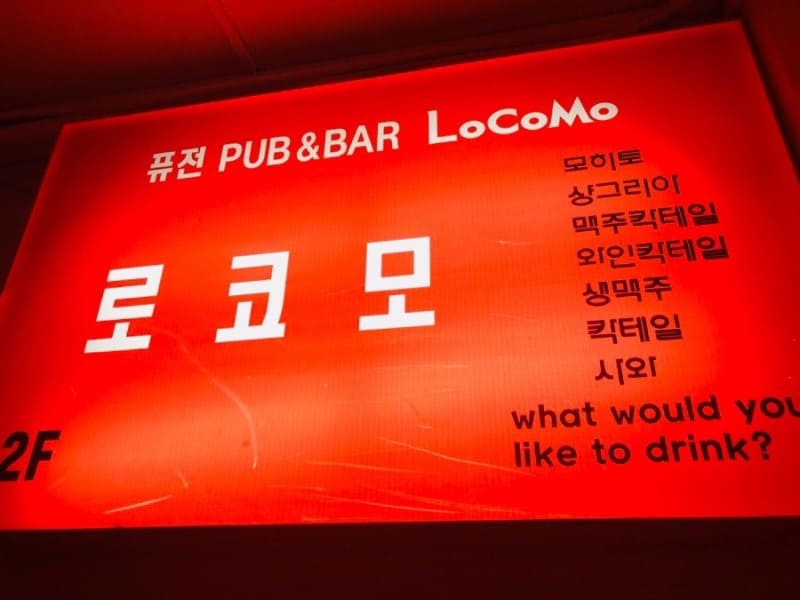 퓨전 PUB & BAR LoCoMo
로코모
모히토
샹그리아
맥주칵테일
와인칵테일
생맥주
칵테일
사와
what would you
like to drink?
2F